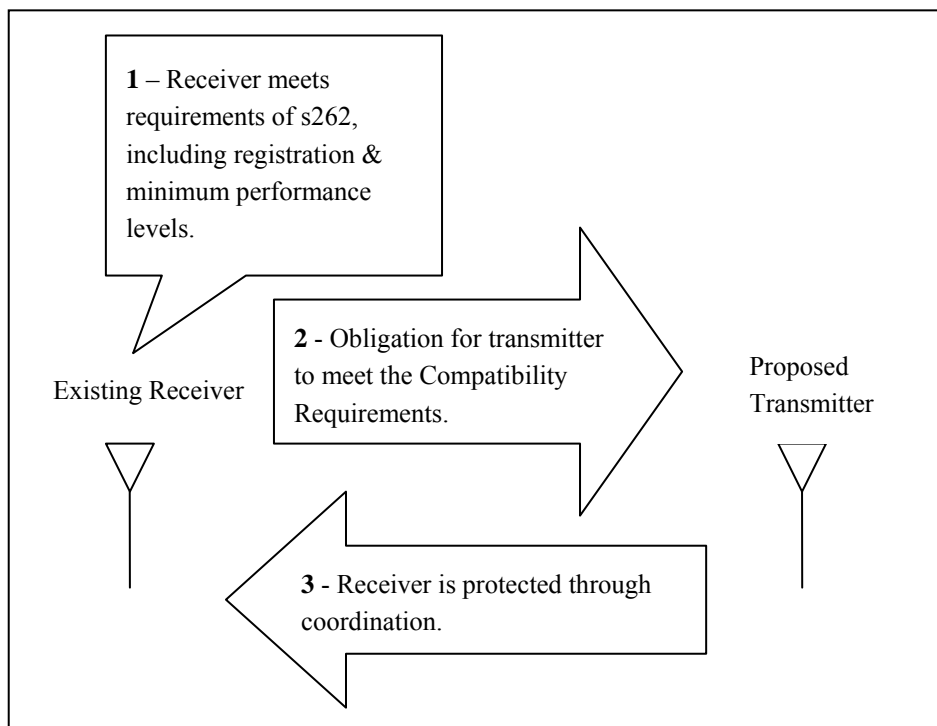 1 – Receiver meets
requirements of s262,
including registration &
minimum performance
levels.
2 - Obligation for transmitter
to meet the Compatibility
Requirements.
Existing Receiver
Proposed
Transmitter
3 - Receiver is protected through
coordination.